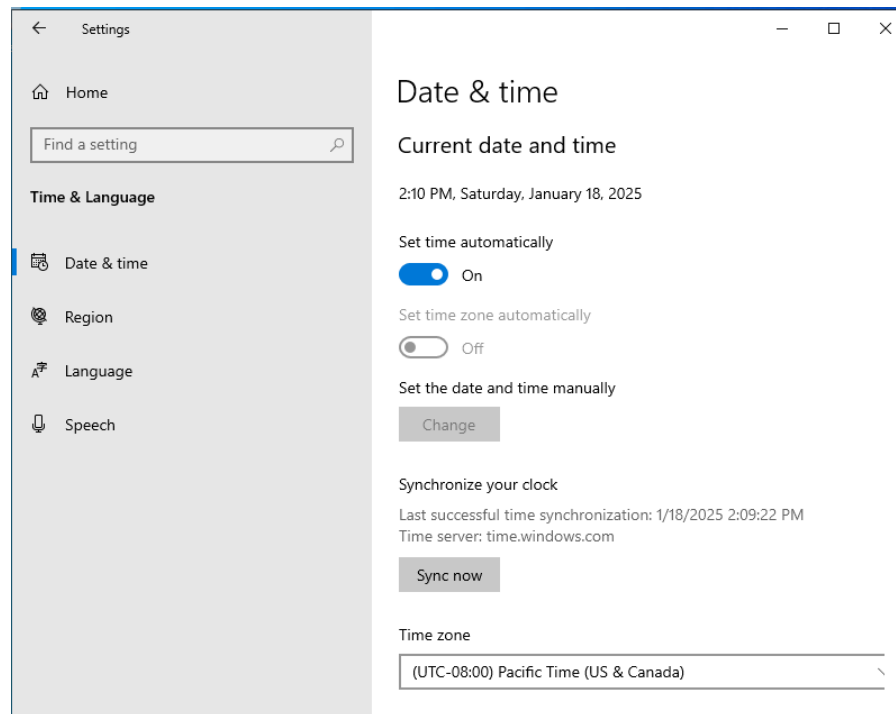 Settings
Home
Find a setting
Time & Language
Date & time
Region
Language
Speech
Date & time
Current date and time
2:10 PM, Saturday, January 18, 2025
Set time automatically
On
Set time zone automatically
Off
Set the date and time manually
Change
Synchronize your clock
Last successful time synchronization: 1/18/2025 2:09:22 PM
Time server: time.windows.com
Sync now
Time zone
(UTC-08:00) Pacific Time (US & Canada)